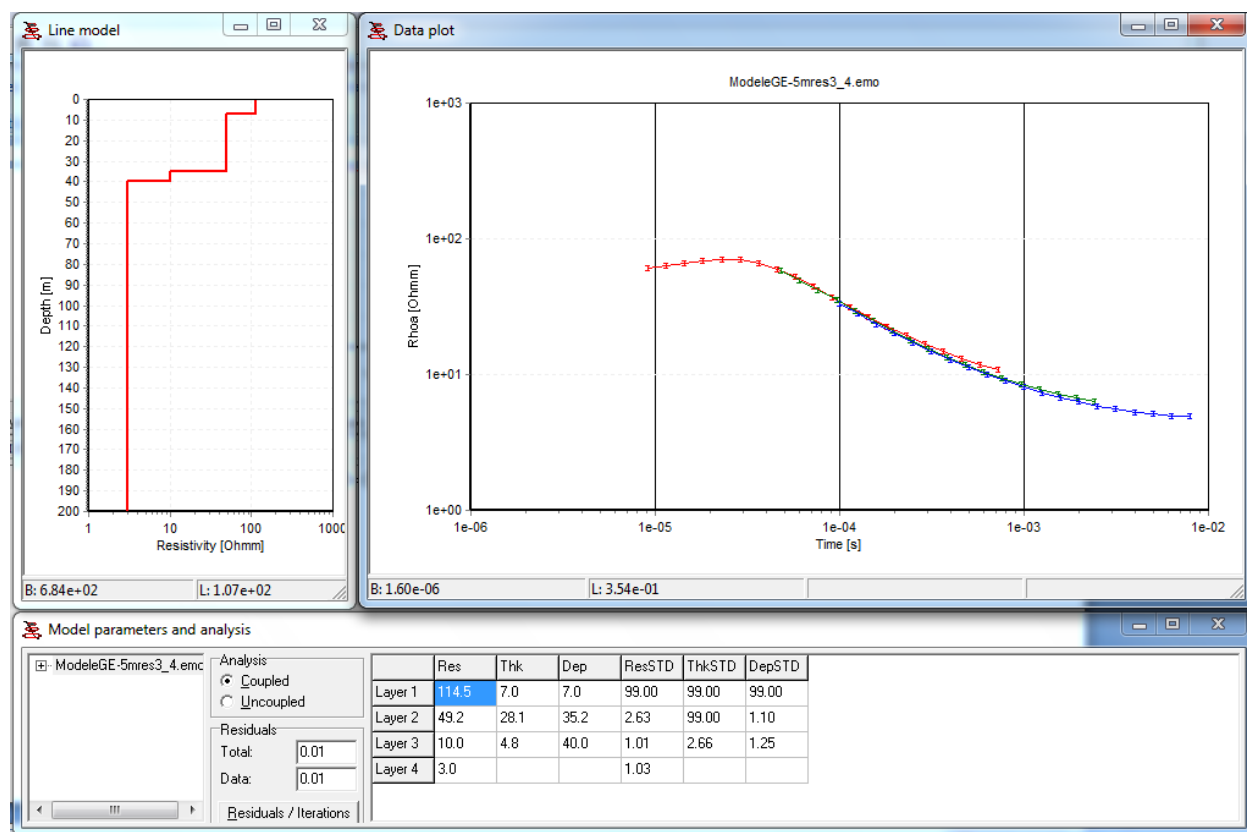 Line model
0
10
20
30
40
50
60
70
80
90
100
110
120
130
140
150
160
170
180
190
200
Depth [m]
1 10 100 1000
Resistivity [Ohmm]
B: 6.84e+02 L: 1.07e+02
Data plot
ModeleGE-5mres3_4.emo
1e+03
1e+02
1e+01
1e+00
Rhoa [Ohmm]
1e-06 1e-05 1e-04 1e-03 1e-02
Time [s]
B: 1.60e-06 L: 3.54e-01
Model parameters and analysis
ModeleGE-5mres3_4.emc
Analysis
Coupled
Uncoupled
Residuals
Total: 0.01
Data: 0.01
Residuals / Iterations
Res Thk Dep ResSTD ThkSTD DepSTD
Layer 1 114.5 7.0 7.0 99.00 99.00 99.00
Layer 2 49.2 28.1 35.2 2.63 99.00 1.10
Layer 3 10.0 4.8 40.0 1.01 2.66 1.25
Layer 4 3.0 1.03